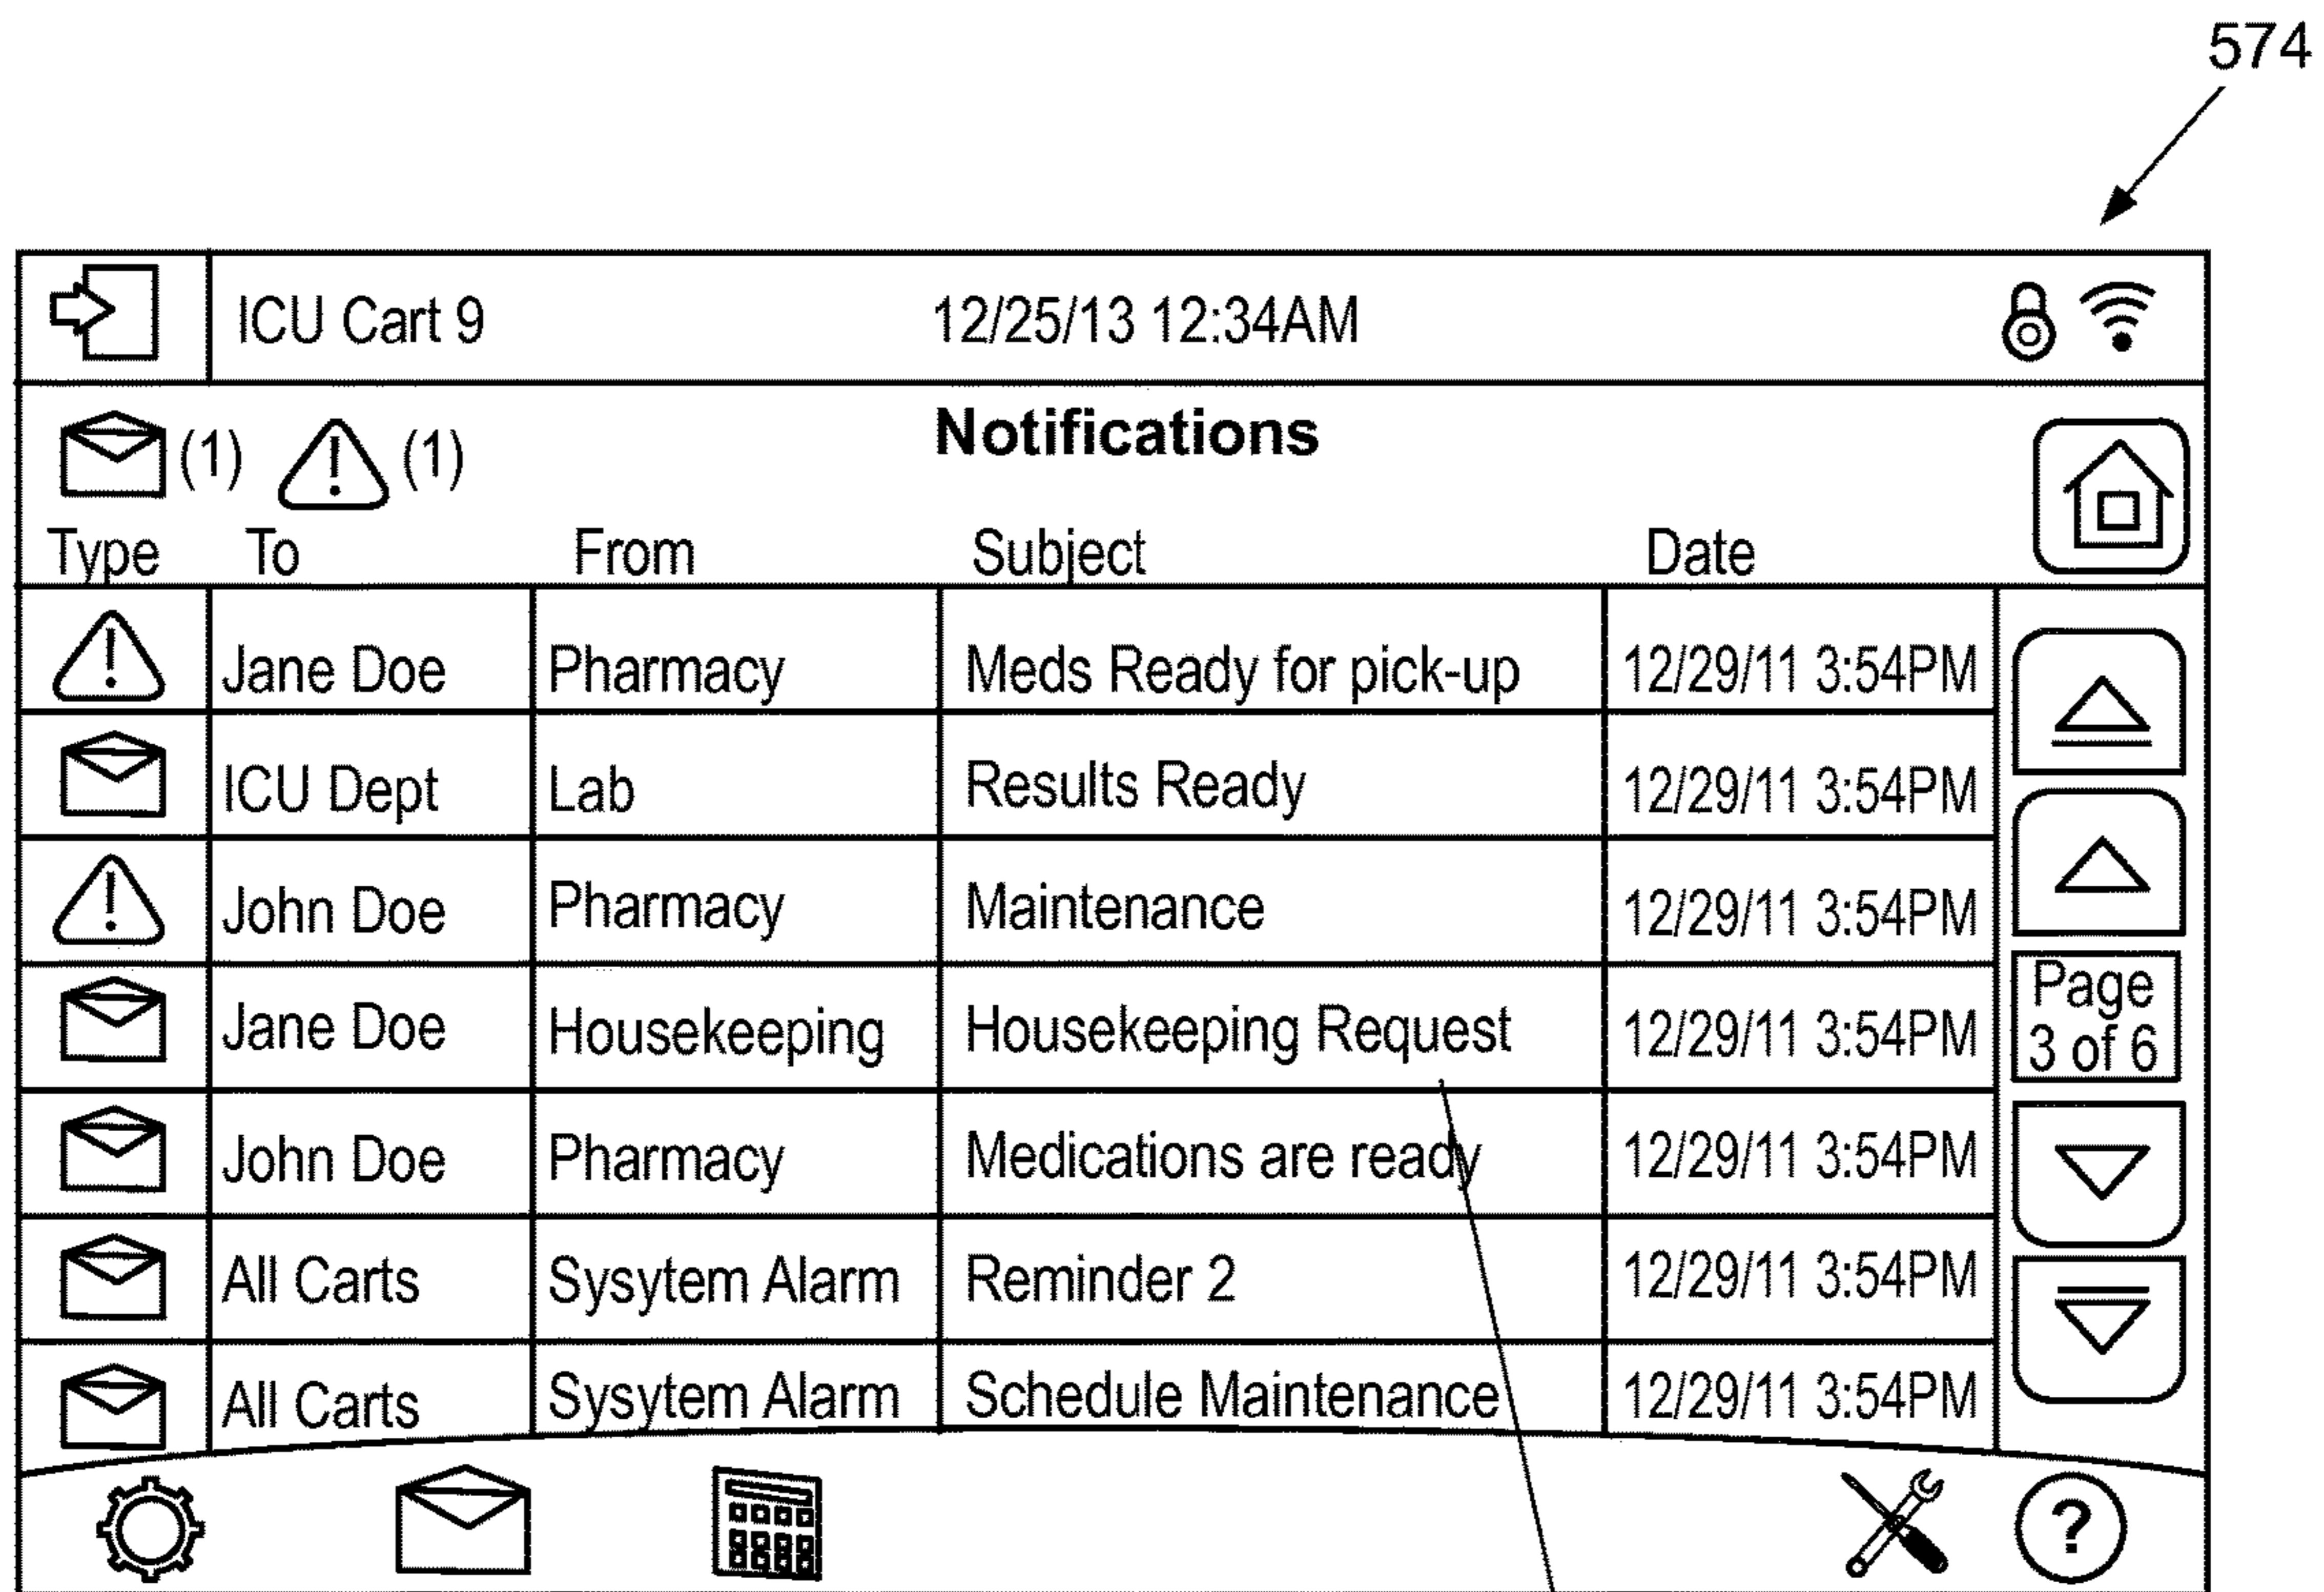 574
ICU Cart 9 12/25/13 12:34AM
(1) (1) Notifications
Type To From Subject Date
Jane Doe Pharmacy Meds Ready for pick-up 12/29/11 3:54PM
ICU Dept Lab Results Ready 12/29/11 3:54PM
John Doe Pharmacy Maintenance 12/29/11 3:54PM
Jane Doe Housekeeping Housekeeping Request 12/29/11 3:54PM
Page
3 of 6
John Doe Pharmacy Medications are ready 12/29/11 3:54PM
All Carts Sysytem Alarm Reminder 2 12/29/11 3:54PM
All Carts Sysytem Alarm Schedule Maintenance 12/29/11 3:54PM
?